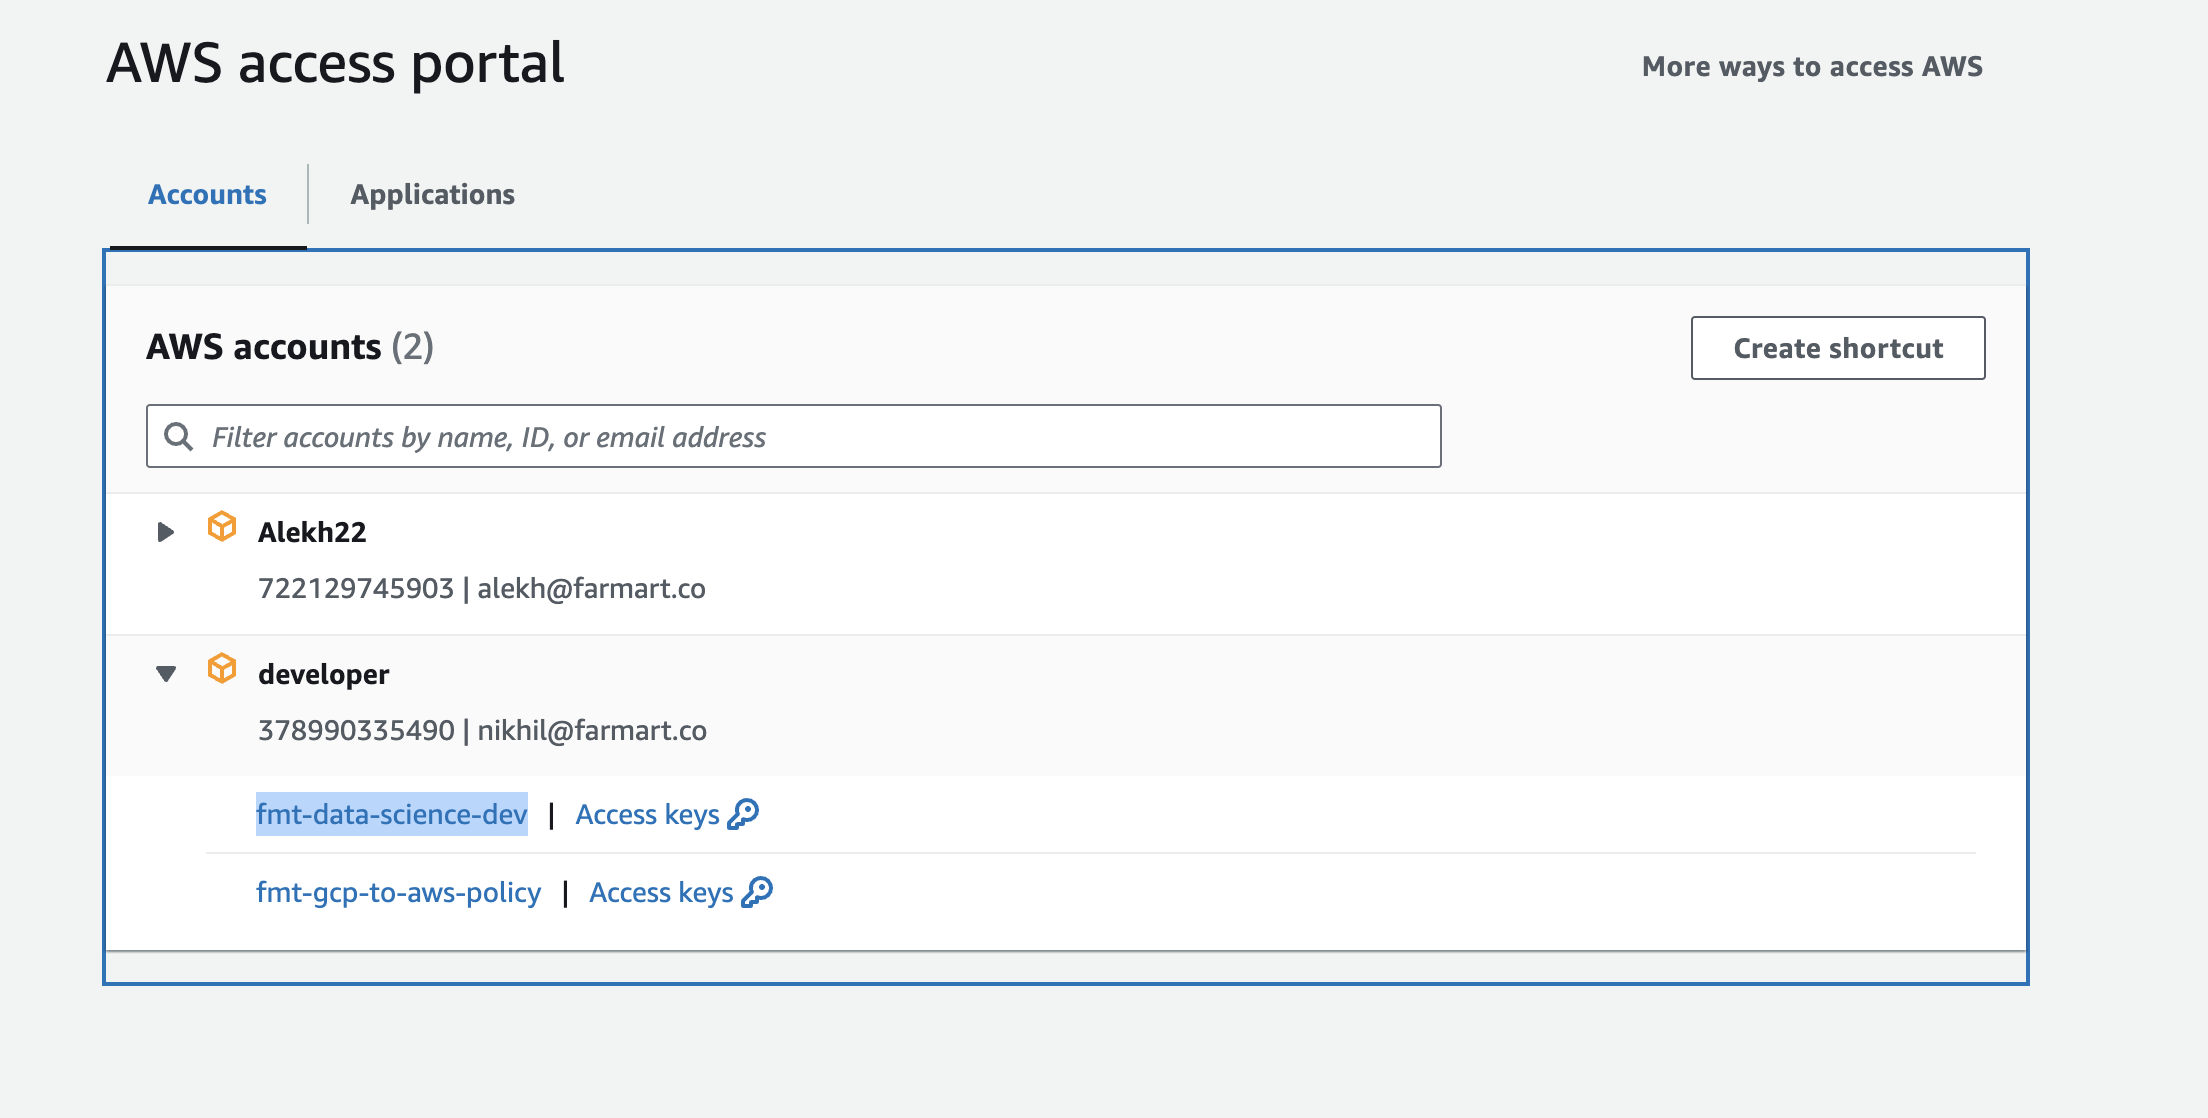 AWS access portal
More ways to access AWS
Accounts
Applications
AWS accounts (2)
Create shortcut
Filter accounts by name, ID, or email address
Alekh22
722129745903 | alekh@farmart.co
developer
378990335490 | nikhil@farmart.co
fmt-data-science-dev | Access keys
fmt-gcp-to-aws-policy | Access keys